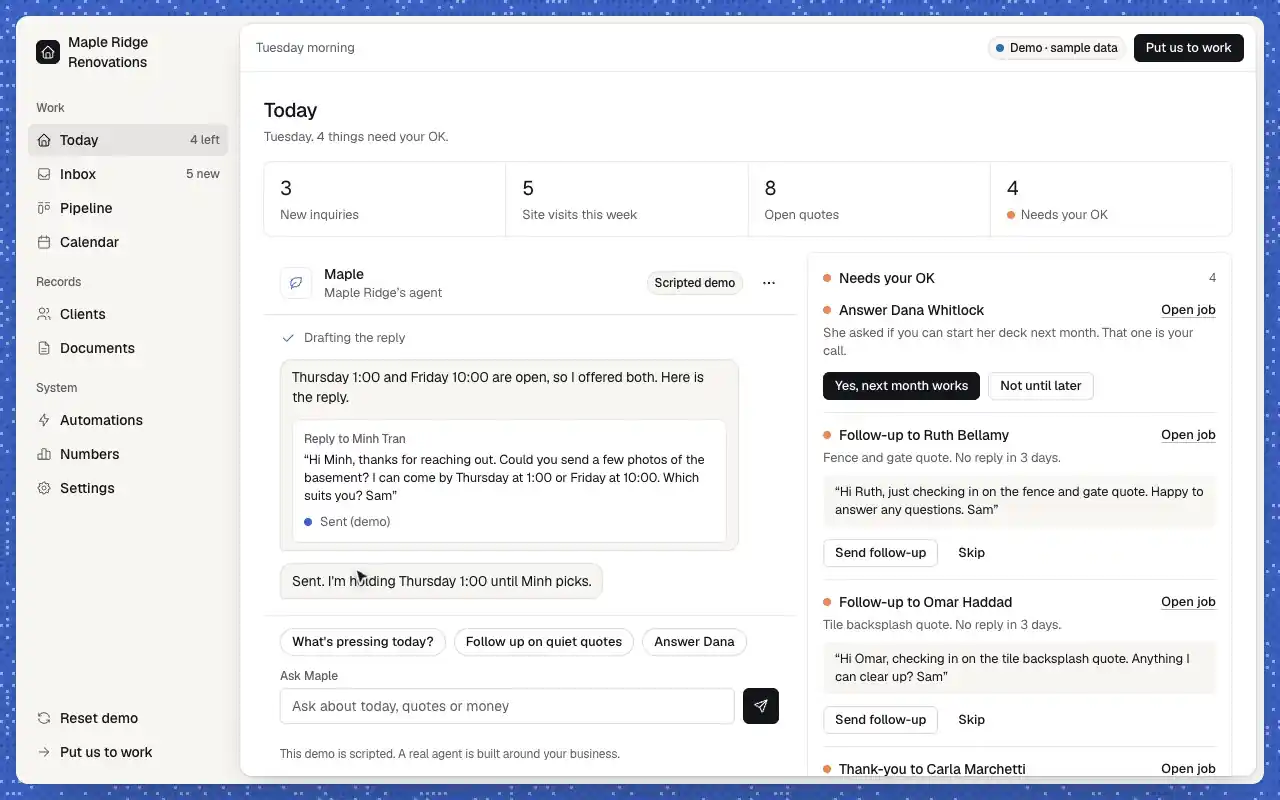 Maple Ridge
Renovations
Work
Today
4 left
Inbox
5 new
Pipeline
Calendar
Records
Clients
Documents
System
Automations
Numbers
Settings
Reset demo
Put us to work
Tuesday morning
Demo · sample data
Put us to work
Today
Tuesday. 4 things need your OK.
3
New inquiries
5
Site visits this week
8
Open quotes
4
Needs your OK
Maple
Maple Ridge's agent
Scripted demo
Drafting the reply
Thursday 1:00 and Friday 10:00 are open, so I offered both. Here is
the reply.
Reply to Minh Tran
“Hi Minh, thanks for reaching out. Could you send a few photos of the
basement? I can come by Thursday at 1:00 or Friday at 10:00. Which
suits you? Sam”
Sent (demo)
Sent. I'm holding Thursday 1:00 until Minh picks.
What's pressing today?
Follow up on quiet quotes
Answer Dana
Ask Maple
Ask about today, quotes or money
This demo is scripted. A real agent is built around your business.
Needs your OK
4
Answer Dana Whitlock
Open job
She asked if you can start her deck next month. That one is your
call.
Yes, next month works
Not until later
Follow-up to Ruth Bellamy
Open job
Fence and gate quote. No reply in 3 days.
“Hi Ruth, just checking in on the fence and gate quote. Happy to
answer any questions. Sam”
Send follow-up
Skip
Follow-up to Omar Haddad
Open job
Tile backsplash quote. No reply in 3 days.
“Hi Omar, checking in on the tile backsplash quote. Anything I
can clear up? Sam”
Send follow-up
Skip
Thank-you to Carla Marchetti
Open job